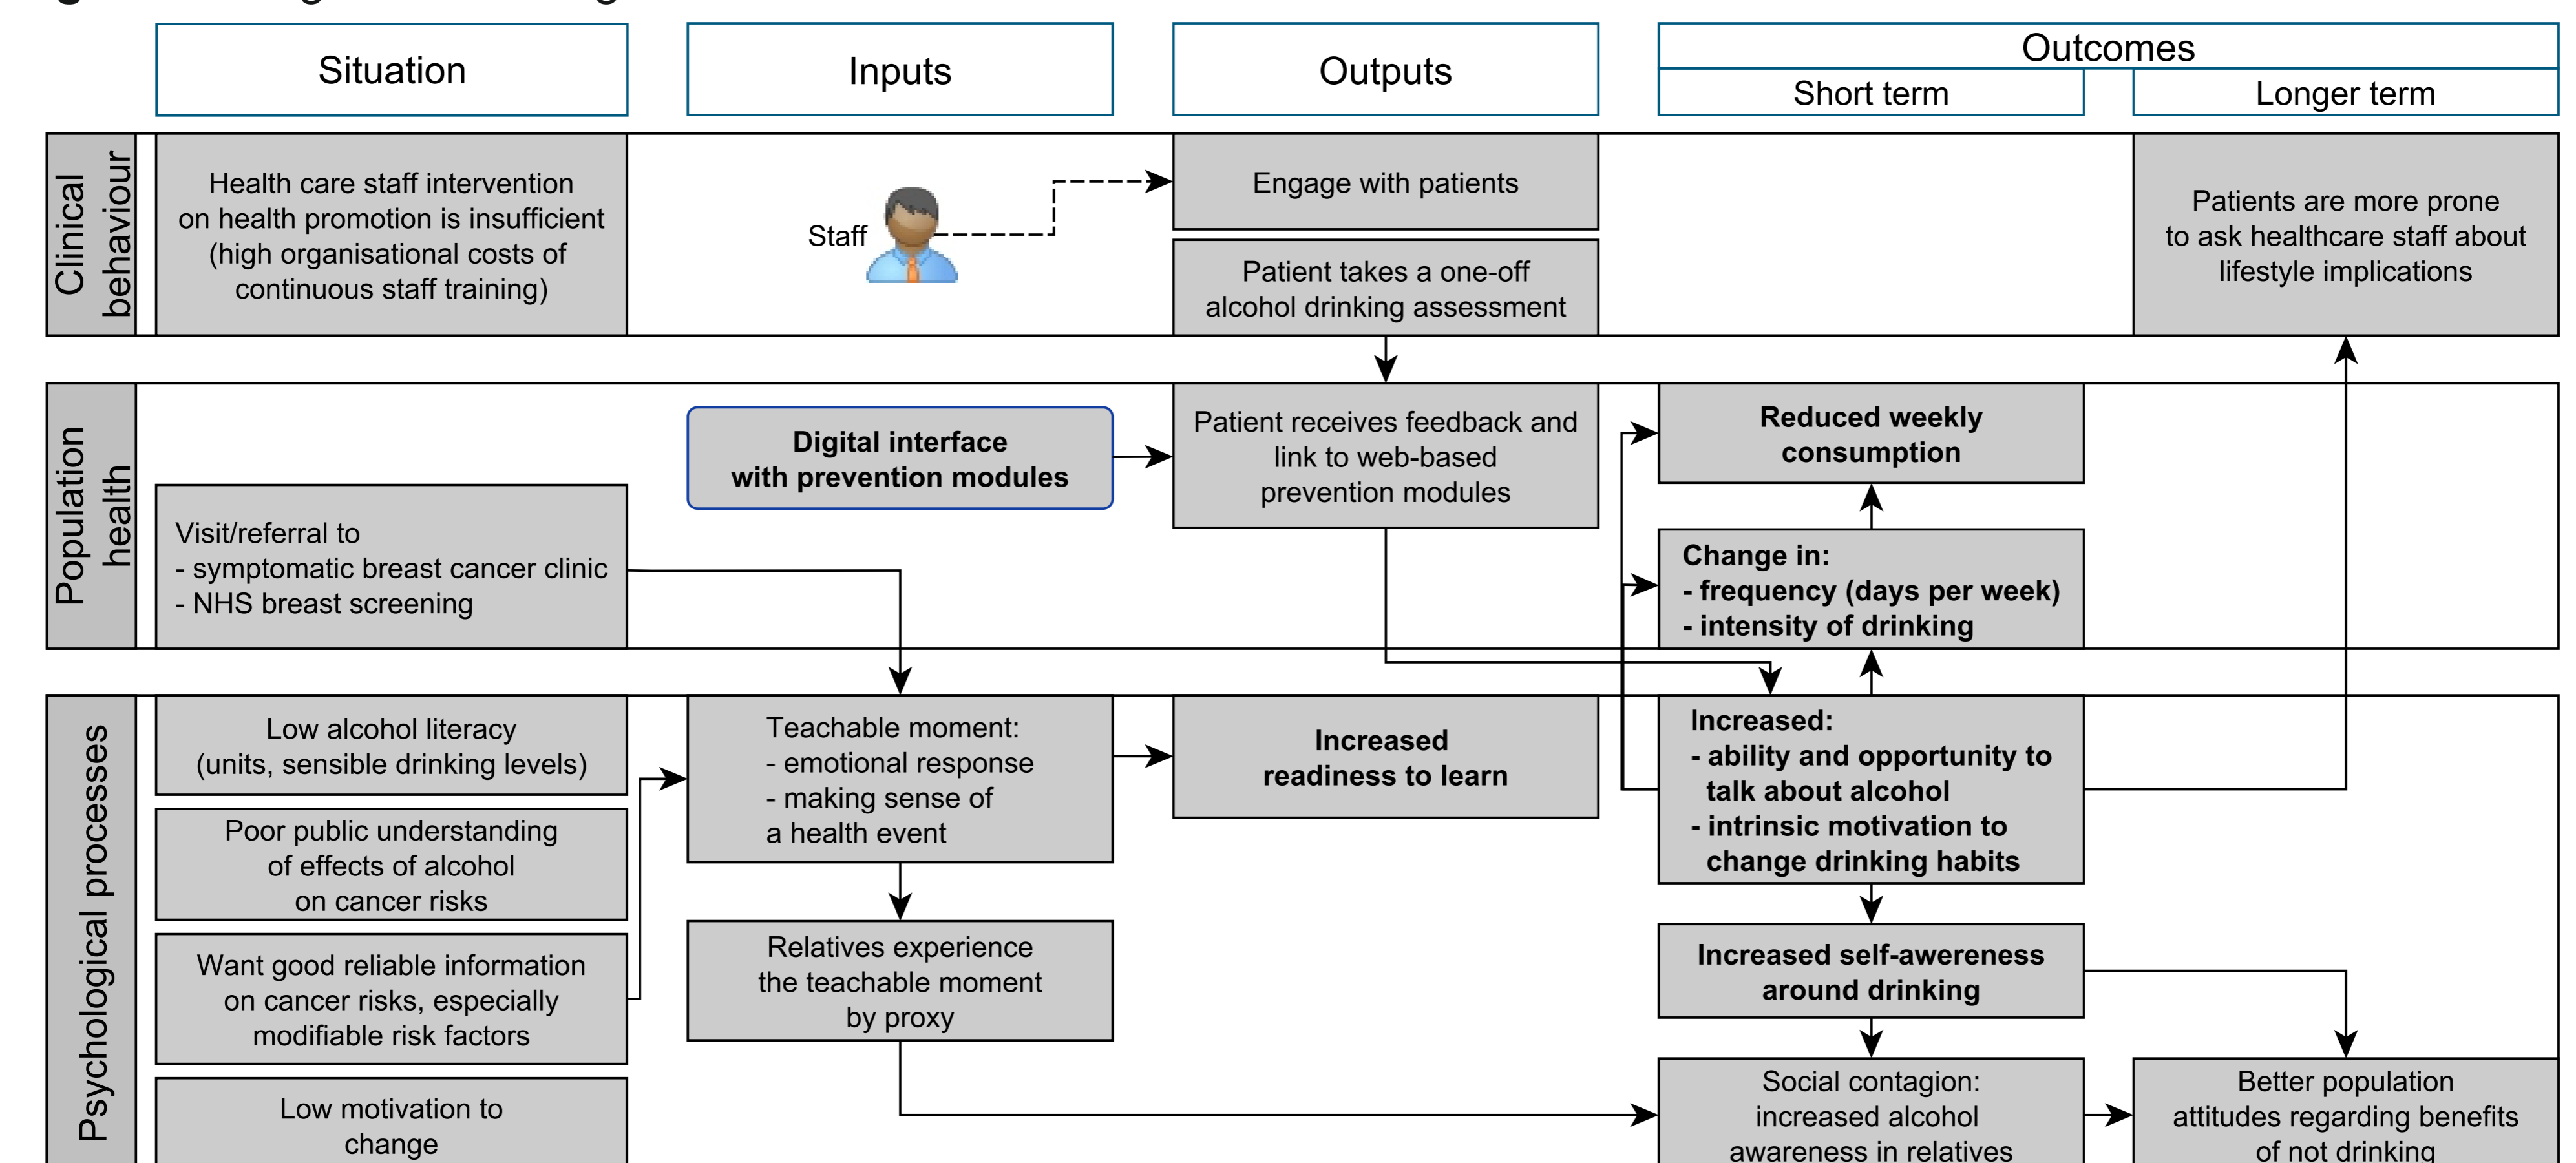 Situation
Inputs
Outputs
Outcomes
Short term
Longer term
Clinical
behaviour
Health care staff intervention
on health promotion is insufficient
(high organisational costs of
continuous staff training)
Staff
Engage with patients
Patient takes a one-off
alcohol drinking assessment
Patients are more prone
to ask healthcare staff about
lifestyle implications
Population
health
Visit/referral to
- symptomatic breast cancer clinic
- NHS breast screening
Digital interface
with prevention modules
Patient receives feedback and
link to web-based
prevention modules
Reduced weekly
consumption
Change in:
- frequency (days per week)
- intensity of drinking
Psychological processes
Low alcohol literacy
(units, sensible drinking levels)
Poor public understanding
of effects of alcohol
on cancer risks
Want good reliable information
on cancer risks, especially
modifiable risk factors
Low motivation to
change
Teachable moment:
- emotional response
- making sense of
a health event
Relatives experience
the teachable moment
by proxy
Increased
readiness to learn
Increased:
- ability and opportunity to
talk about alcohol
- intrinsic motivation to
change drinking habits
Increased self-awareness
around drinking
Social contagion:
increased alcohol
awareness in relatives
Better population
attitudes regarding benefits
of not drinking